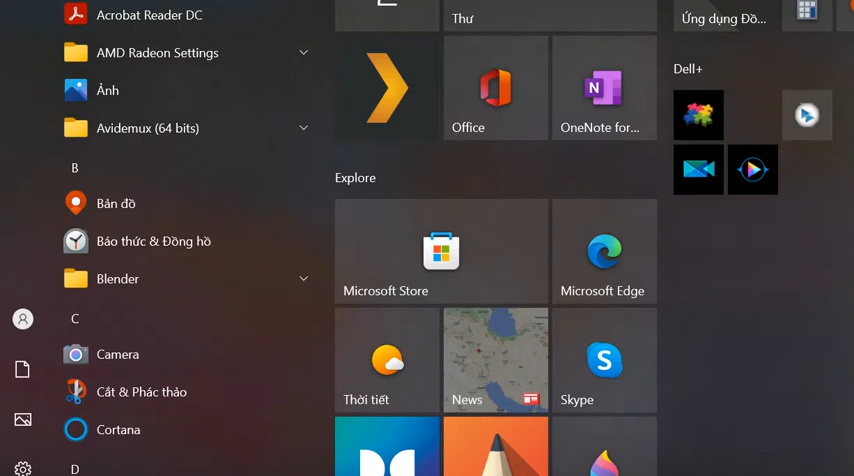 Acrobat Reader DC
AMD Radeon Settings
Ảnh
Avidemux (64 bits)
B
Bản đồ
Báo thức & Đồng hồ
Blender
C
Camera
Cắt & Phác thảo
Cortana
D
Thư
Office
OneNote for...
Explore
Microsoft Store
Microsoft Edge
Thời tiết
News
Skype
Ứng dụng Đồ...
Dell+